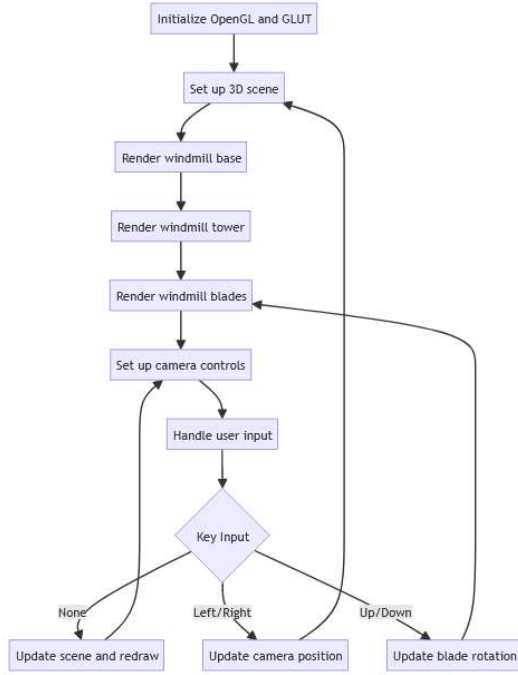 Initialize OpenGL and GLUT
Set up 3D scene
Render windmill base
Render windmill tower
Render windmill blades
Set up camera controls
Handle user input
Key Input
None
Left/Right
Up/Down
Update scene and redraw
Update camera position
Update blade rotation